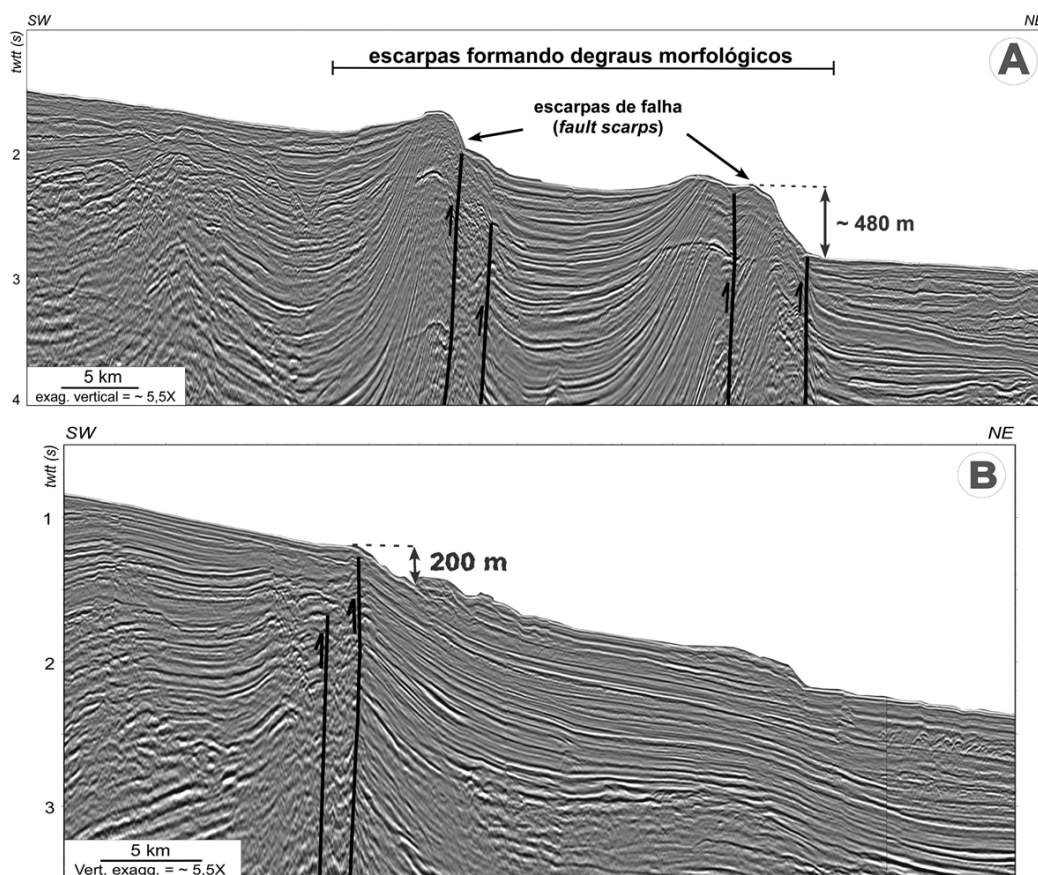 SW
NE
twtt (s)
A
escarpas formando degraus morfológicos
escarpas de falha
(fault scarps)
2
~ 480 m
3
5 km
exag. vertical = ~ 5,5X
4
SW
NE
twtt (s)
B
1
200 m
2
3
5 km
Vert. exagg. = ~ 5.5X